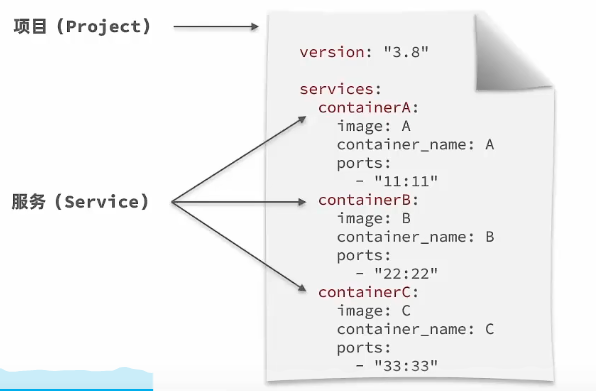 项目 (Project)
version: "3.8"
services:
containerA:
image: A
container_name: A
ports:
- "11:11"
服务 (Service)
containerB:
image: B
container_name: B
ports:
- "22:22"
containerC:
image: C
container_name: C
ports:
- "33:33"